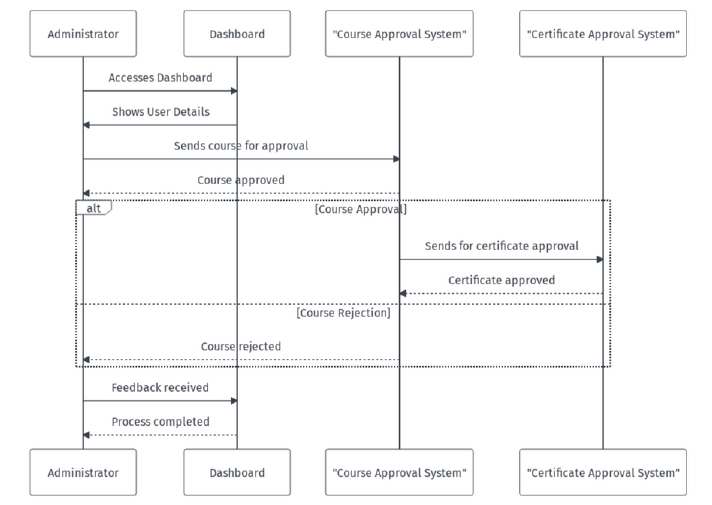 Administrator
Dashboard
"Course Approval System"
"Certificate Approval System"
Accesses Dashboard
Shows User Details
Sends course for approval
Course approved
alt
[Course Approval]
Sends for certificate approval
Certificate approved
[Course Rejection]
Course rejected
Feedback received
Process completed
Administrator
Dashboard
"Course Approval System"
"Certificate Approval System"